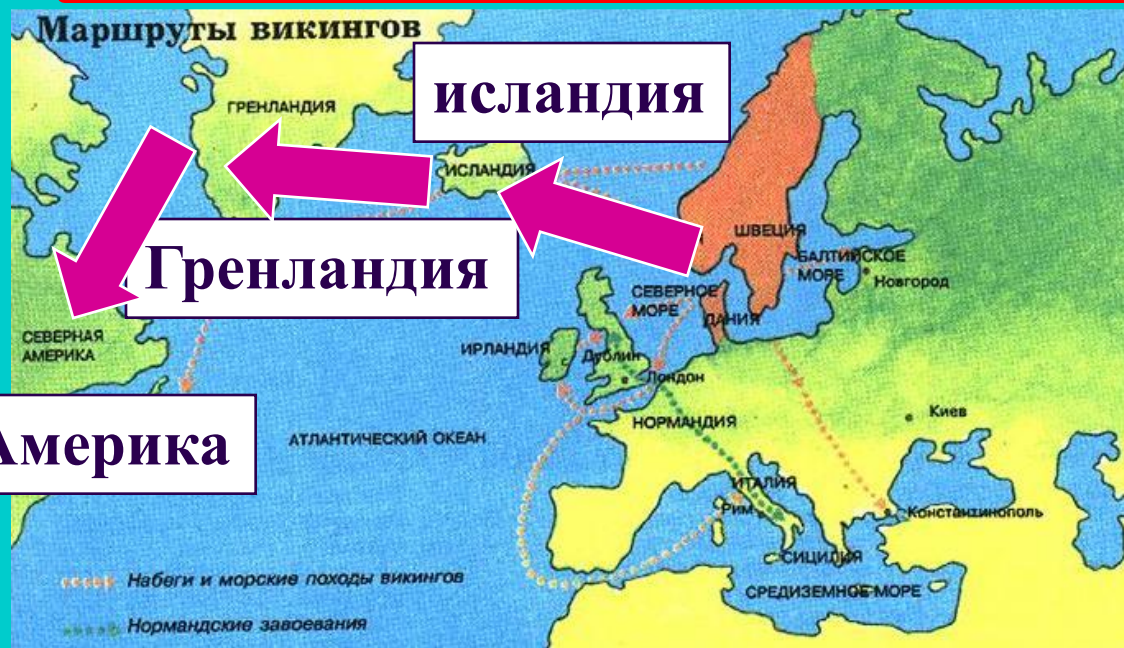 Маршруты викингов
исландия
ГРЕНЛАНДИЯ
ИСЛАНДИЯ
Гренландия
ШВЕЦИЯ
БАЛТИЙСКОЕ
МОРЕ
Новгород
СЕВЕРНОЕ
МОРЕ
ДАНИЯ
СЕВЕРНАЯ
АМЕРИКА
ИРЛАНДИЯ
Дублин
Лондон
НОРМАНДИЯ
Киев
Америка
АТЛАНТИЧЕСКИЙ ОКЕАН
ИТАЛИЯ
Рим
Константинополь
СИЦИЛИЯ
СРЕДИЗЕМНОЕ МОРЕ
Набеги и морские походы викингов
Нормандские завоевания